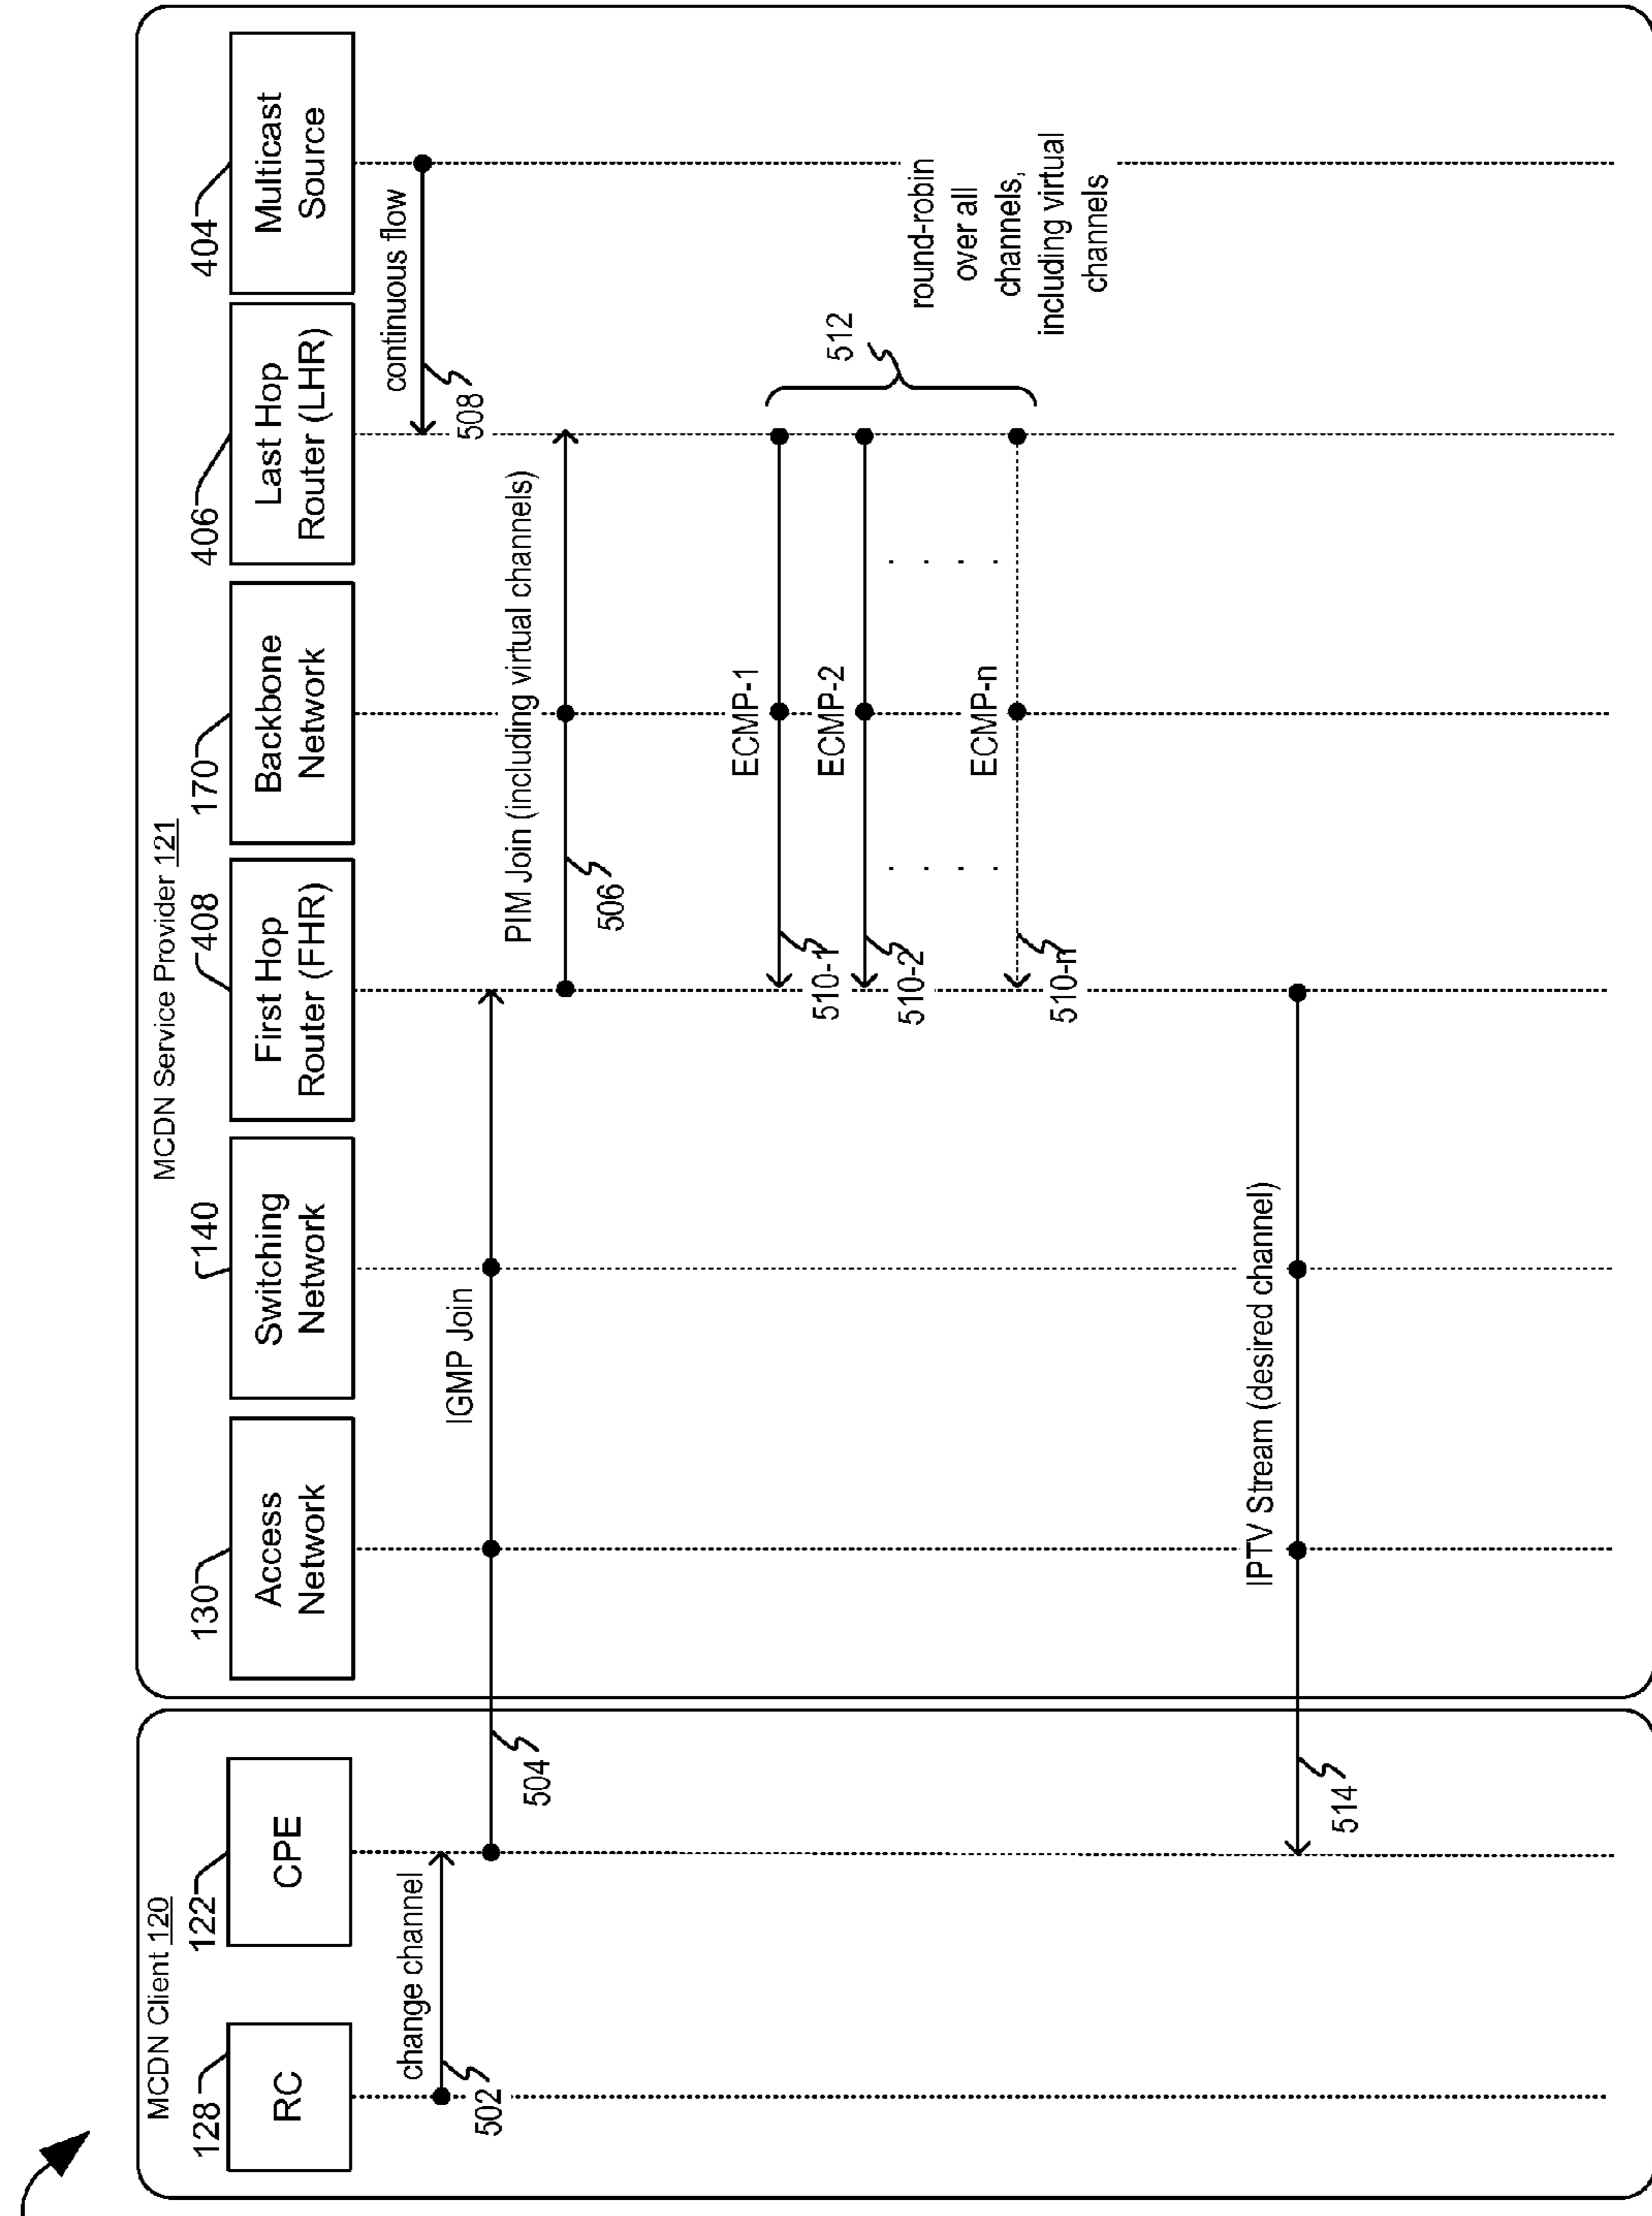 MCDN Client 120
128
RC
122
CPE
MCDN Service Provider 121
130
Access
Network
140
Switching
Network
408
First Hop
Router (FHR)
170
Backbone
Network
406
Last Hop
Router (LHR)
404
Multicast
Source
change channel
502
continuous flow
508
IGMP Join
504
PIM Join (including virtual channels)
506
ECMP-1
510-1
ECMP-2
510-2
. . . .
. . . .
ECMP-n
510-n
512
round-robin
over all
channels,
including virtual
channels
IPTV Stream (desired channel)
514